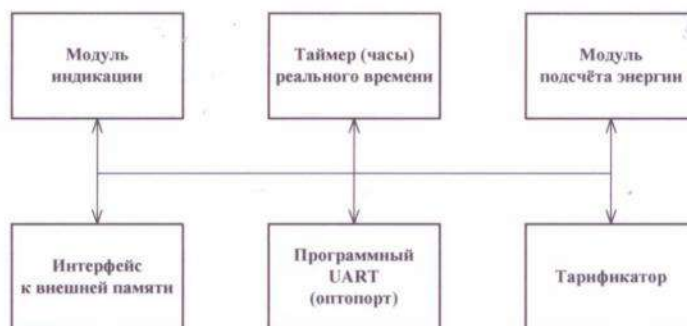 Модуль
индикации
Таймер (часы)
реального времени
Модуль
подсчёта энергии
Интерфейс
к внешней памяти
Программный
UART
(оптопорт)
Тарификатор